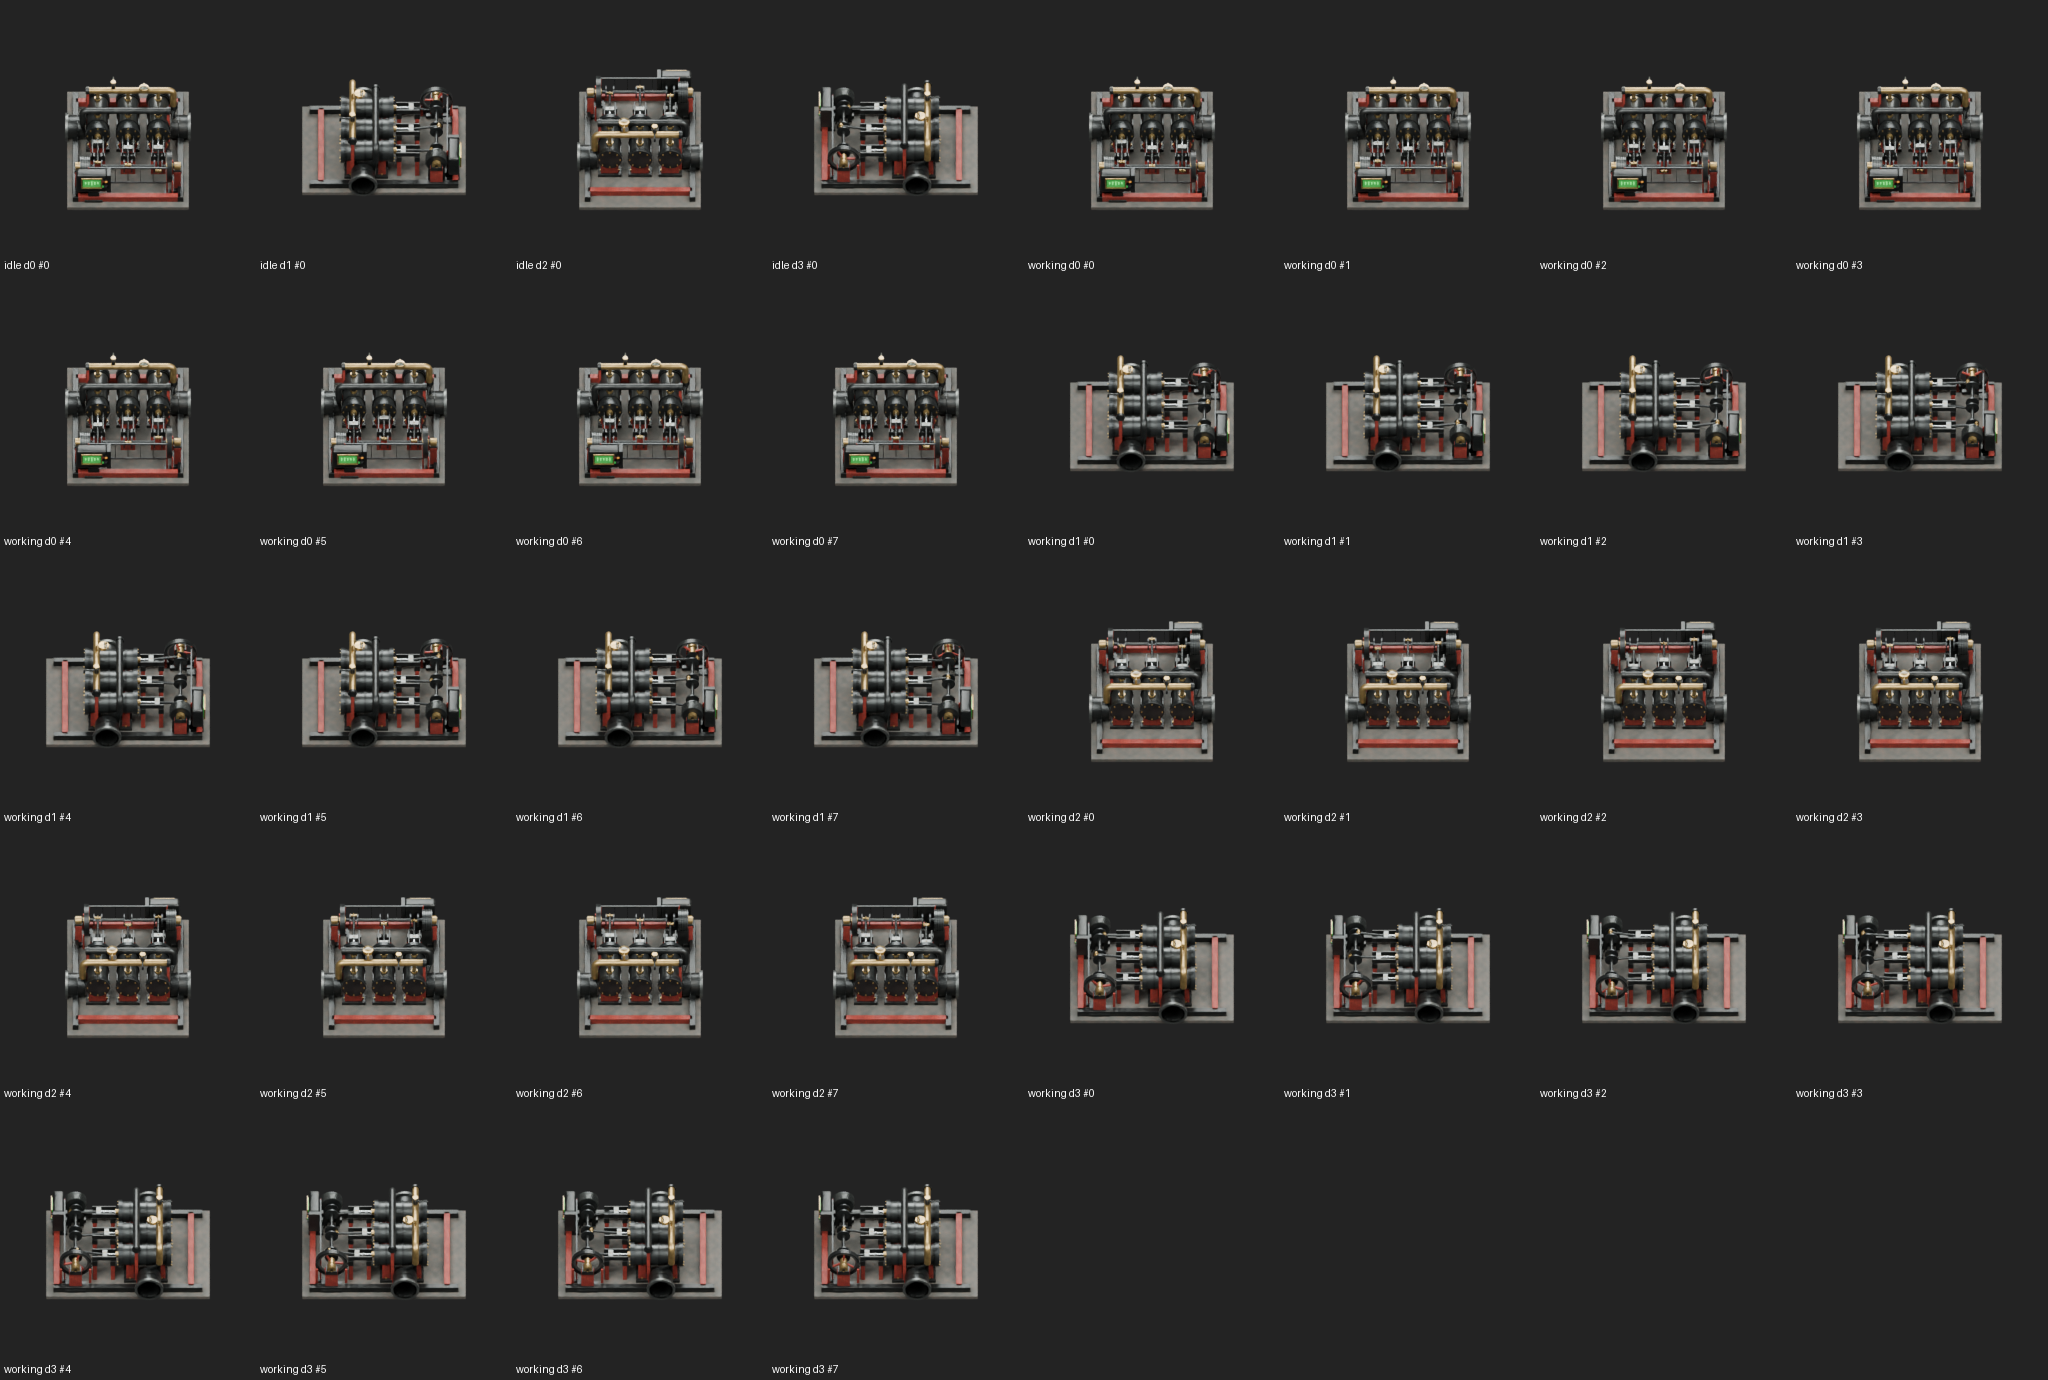 idle d0 #0
idle d1 #0
idle d2 #0
idle d3 #0
working d0 #0
working d0 #1
working d0 #2
working d0 #3
working d0 #4
working d0 #5
working d0 #6
working d0 #7
working d1 #0
working d1 #1
working d1 #2
working d1 #3
working d1 #4
working d1 #5
working d1 #6
working d1 #7
working d2 #0
working d2 #1
working d2 #2
working d2 #3
working d2 #4
working d2 #5
working d2 #6
working d2 #7
working d3 #0
working d3 #1
working d3 #2
working d3 #3
working d3 #4
working d3 #5
working d3 #6
working d3 #7